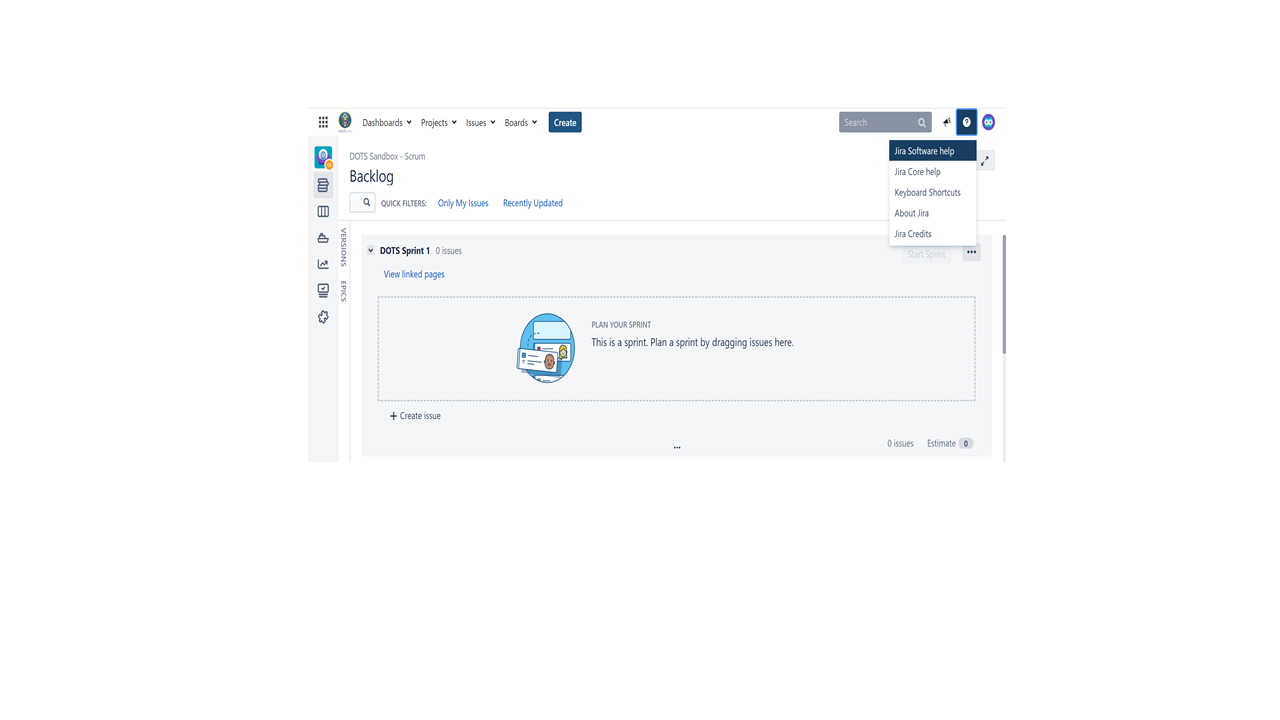 Dashboards Projects Issues Boards Create Search
Jira Software help
Jira Core help
Keyboard Shortcuts
About Jira
Jira Credits
DOTS Sandbox - Scrum
Backlog
QUICK FILTERS: Only My Issues Recently Updated
VERSIONS
EPICS
DOTS Sprint 1 0 issues
Start Sprint
View linked pages
PLAN YOUR SPRINT
This is a sprint. Plan a sprint by dragging issues here.
+ Create issue
0 issues Estimate 0